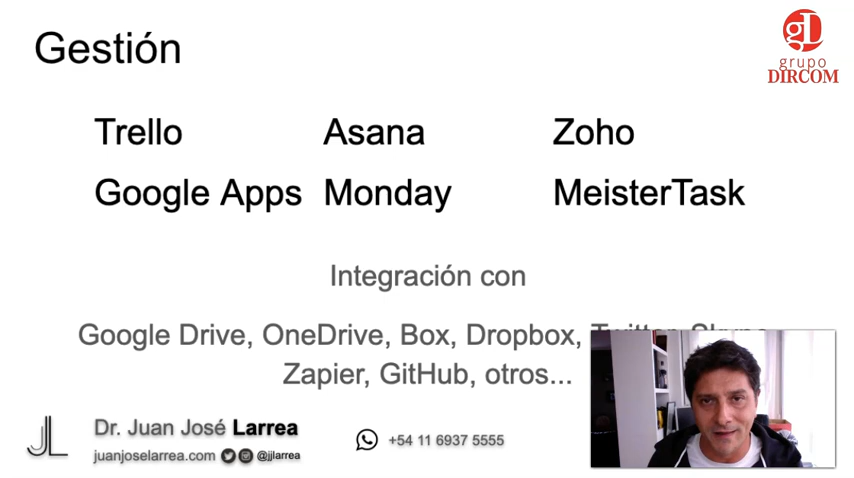 Gestión
gL
grupo
DIRCOM
Trello Asana Zoho
Google Apps Monday MeisterTask
Integración con
Google Drive, OneDrive, Box, Dropbox,
Zapier, GitHub, otros...
JL
Dr. Juan José Larrea
+54 11 6937 5555
juanjoselarrea.com @jjlarrea